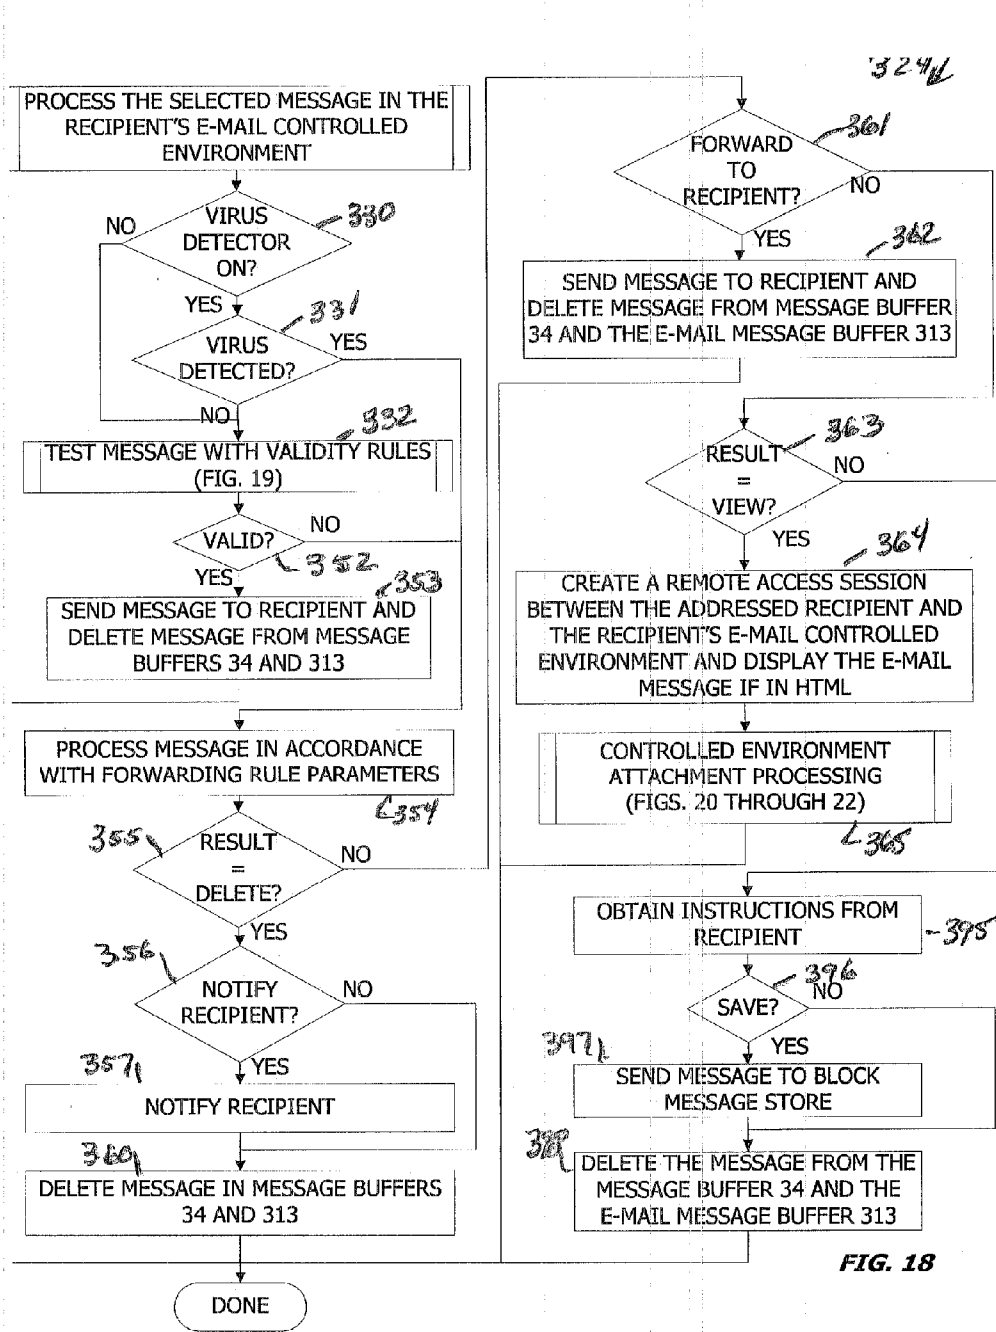 324
PROCESS THE SELECTED MESSAGE IN THE
RECIPIENT'S E-MAIL CONTROLLED
ENVIRONMENT
VIRUS
DETECTOR
ON?
330
NO
YES
331
VIRUS
DETECTED?
YES
NO
332
TEST MESSAGE WITH VALIDITY RULES
(FIG. 19)
VALID?
NO
352
YES
353
SEND MESSAGE TO RECIPIENT AND
DELETE MESSAGE FROM MESSAGE
BUFFERS 34 AND 313
PROCESS MESSAGE IN ACCORDANCE
WITH FORWARDING RULE PARAMETERS
354
355
RESULT
=
DELETE?
NO
YES
356
NOTIFY
RECIPIENT?
NO
YES
357
NOTIFY RECIPIENT
360
DELETE MESSAGE IN MESSAGE BUFFERS
34 AND 313
DONE
361
FORWARD
TO
RECIPIENT?
NO
YES
362
SEND MESSAGE TO RECIPIENT AND
DELETE MESSAGE FROM MESSAGE BUFFER
34 AND THE E-MAIL MESSAGE BUFFER 313
363
RESULT
=
VIEW?
NO
YES
364
CREATE A REMOTE ACCESS SESSION
BETWEEN THE ADDRESSED RECIPIENT AND
THE RECIPIENT'S E-MAIL CONTROLLED
ENVIRONMENT AND DISPLAY THE E-MAIL
MESSAGE IF IN HTML
CONTROLLED ENVIRONMENT
ATTACHMENT PROCESSING
(FIGS. 20 THROUGH 22)
365
OBTAIN INSTRUCTIONS FROM
RECIPIENT
395
396
SAVE?
NO
YES
397
SEND MESSAGE TO BLOCK
MESSAGE STORE
DELETE THE MESSAGE FROM THE
MESSAGE BUFFER 34 AND THE
E-MAIL MESSAGE BUFFER 313
FIG. 18